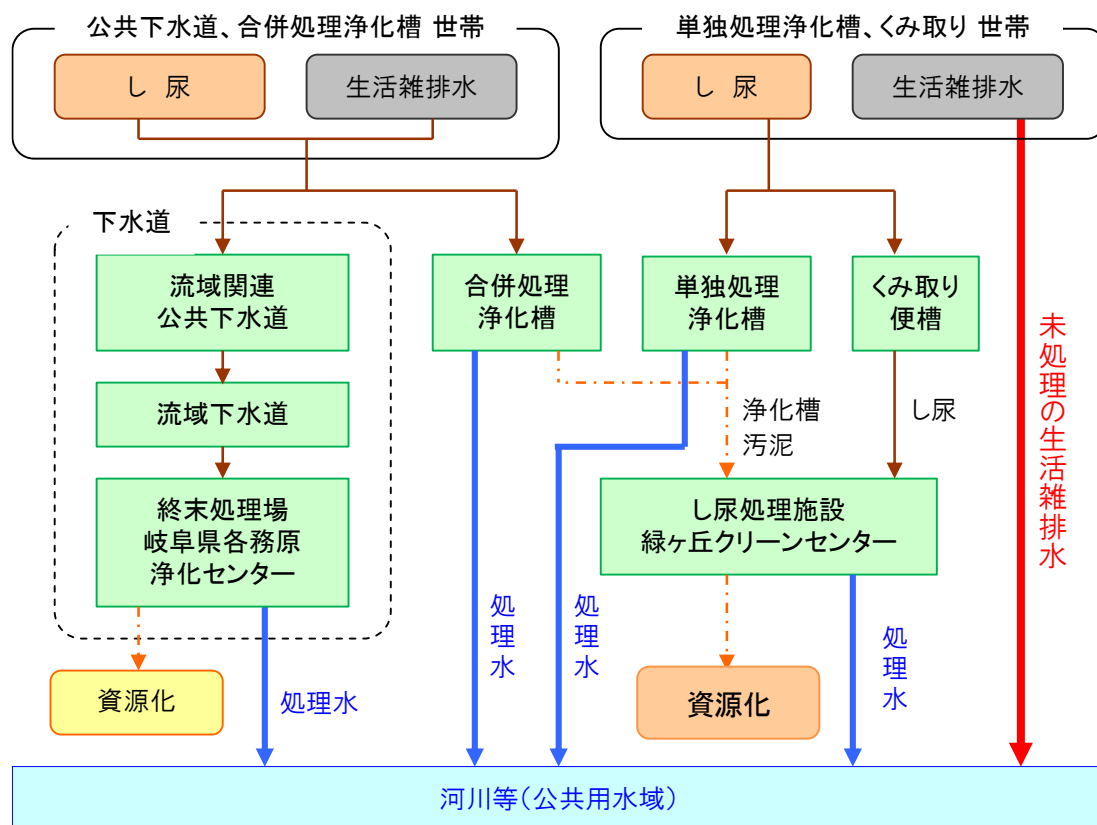 公共下水道、合併処理浄化槽 世帯
し 尿
生活雑排水
単独処理浄化槽、くみ取り 世帯
し 尿
生活雑排水
下水道
流域関連
公共下水道
流域下水道
終末処理場
岐阜県各務原
浄化センター
資源化
処理水
合併処理
浄化槽
処理水
単独処理
浄化槽
処理水
浄化槽
汚泥
くみ取り
便槽
し尿
し尿処理施設
緑ヶ丘クリーンセンター
資源化
処理水
未処理の生活雑排水
河川等（公共用水域）